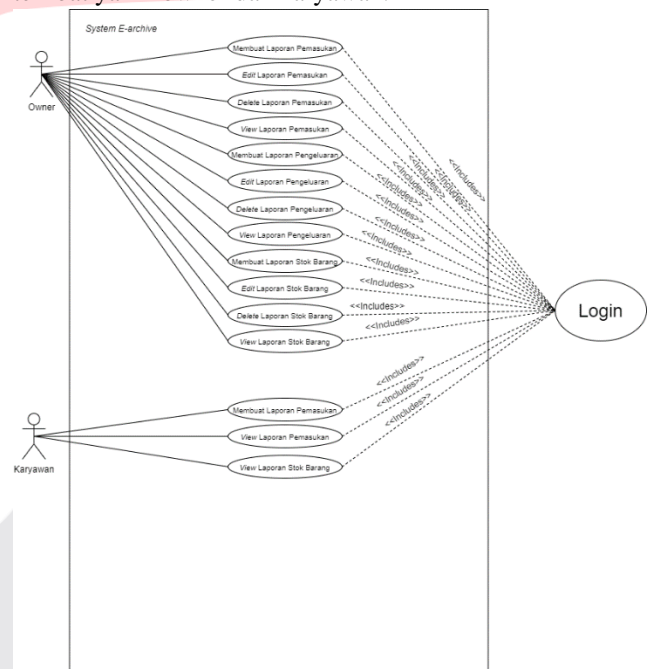 System E-archive
Membuat Laporan Pemasukan
Edit Laporan Pemasukan
Delete Laporan Pemasukan
View Laporan Pemasukan
Membuat Laporan Pengeluaran
Edit Laporan Pengeluaran
Delete Laporan Pengeluaran
View Laporan Pengeluaran
Membuat Laporan Stok Barang
Edit Laporan Stok Barang
Delete Laporan Stok Barang
View Laporan Stok Barang
Owner
<<Includes>>
<<Includes>>
<<Includes>>
<<Includes>>
<<Includes>>
<<Includes>>
<<Includes>>
<<Includes>>
<<Includes>>
<<Includes>>
<<Includes>>
<<Includes>>
Login
Membuat Laporan Pemasukan
View Laporan Pemasukan
View Laporan Stok Barang
Karyawan
<<Includes>>
<<Includes>>
<<Includes>>